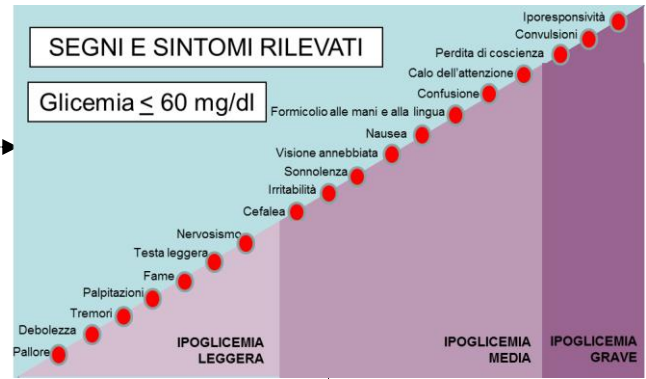 SEGNI E SINTOMI RILEVATI
Glicemia ≤ 60 mg/dl
Iporesponsività
Convulsioni
Perdita di coscienza
Calo dell'attenzione
Confusione
Formicolio alle mani e alla lingua
Nausea
Visione annebbiata
Sonnolenza
Irritabilità
Cefalea
Nervosismo
Testa leggera
Fame
Palpitazioni
Tremori
Debolezza
Pallore
IPOGLICEMIA
LEGGERA
IPOGLICEMIA
MEDIA
IPOGLICEMIA
GRAVE